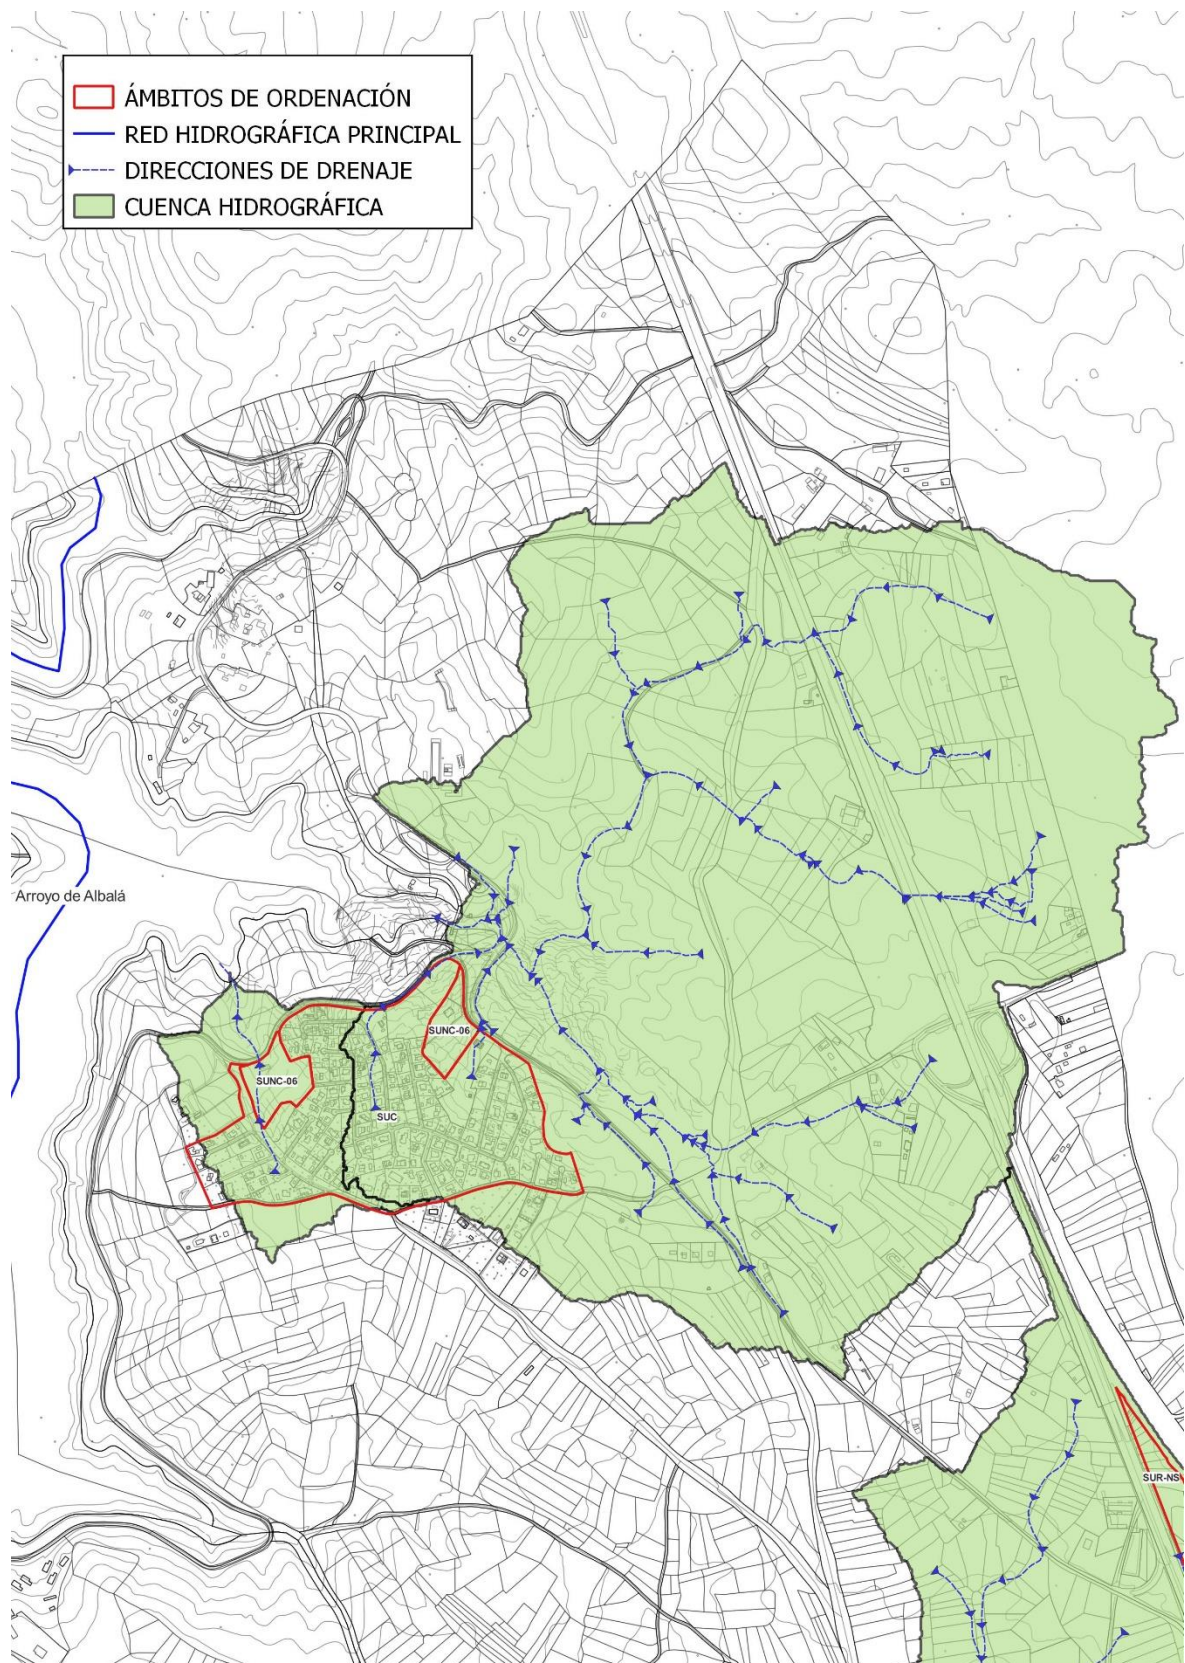 ÁMBITOS DE ORDENACIÓN
RED HIDROGRÁFICA PRINCIPAL
DIRECCIONES DE DRENAJE
CUENCA HIDROGRÁFICA
Arroyo de Albalá
SUNC-06
SUNC-06
SUC
SUR-NS